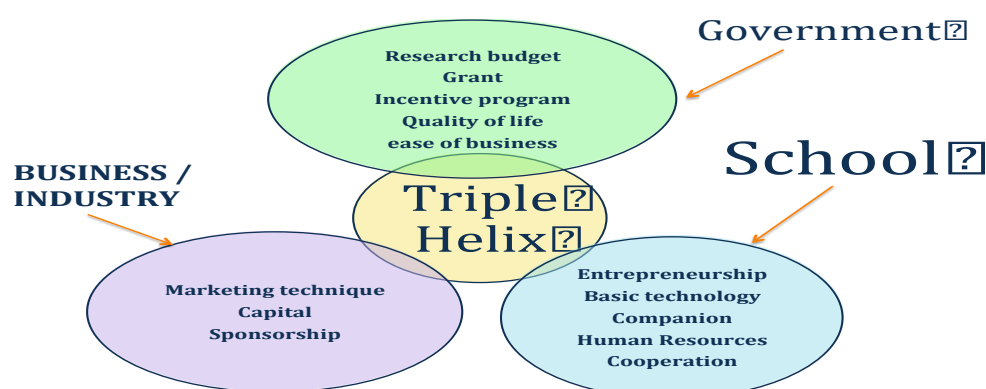 Government
Research budget
Grant
Incentive program
Quality of life
ease of business
School
BUSINESS /
INDUSTRY
Triple
Helix
Marketing technique
Capital
Sponsorship
Entrepreneurship
Basic technology
Companion
Human Resources
Cooperation